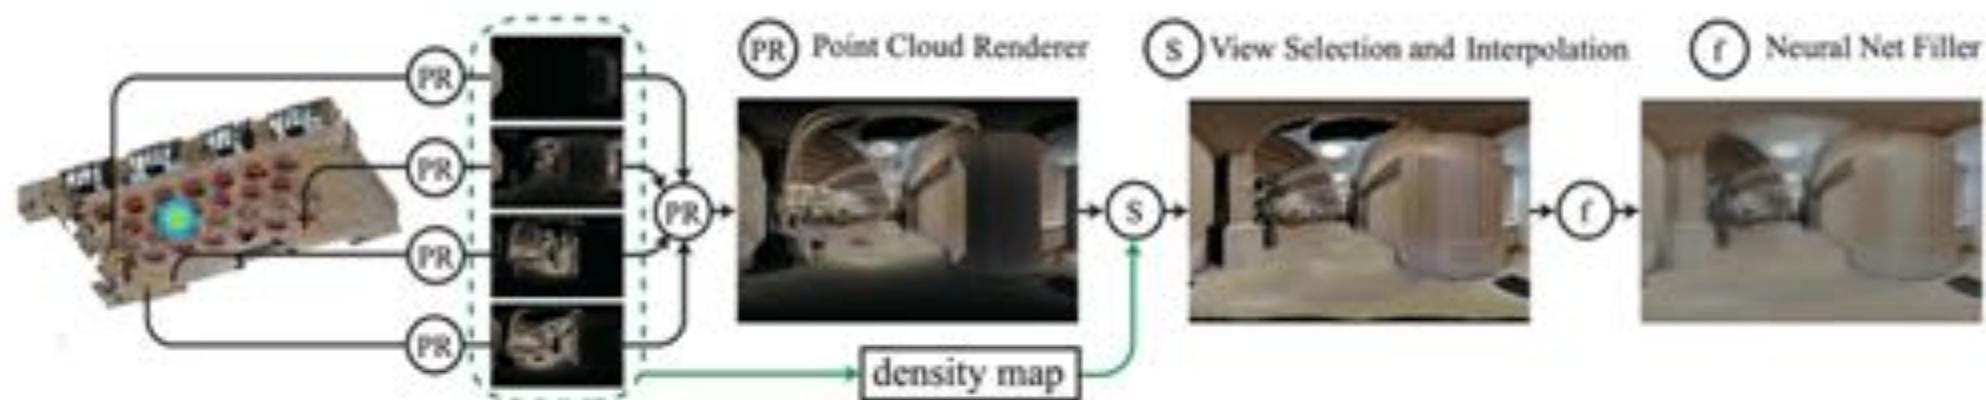 PR Point Cloud Renderer
S View Selection and Interpolation
f Neural Net Filler
PR
PR
PR
PR
PR
S
f
density map